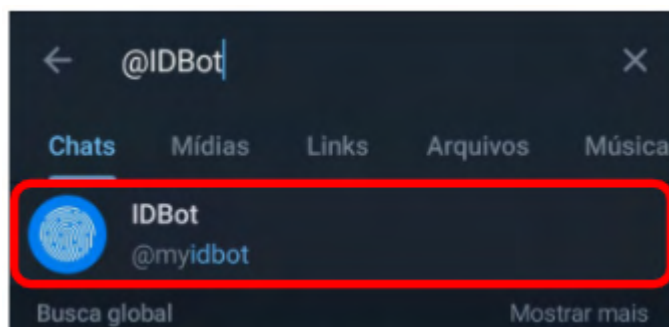 @IDBot
Chats Mídias Links Arquivos Música
IDBot
@myidbot
Busca global Mostrar mais